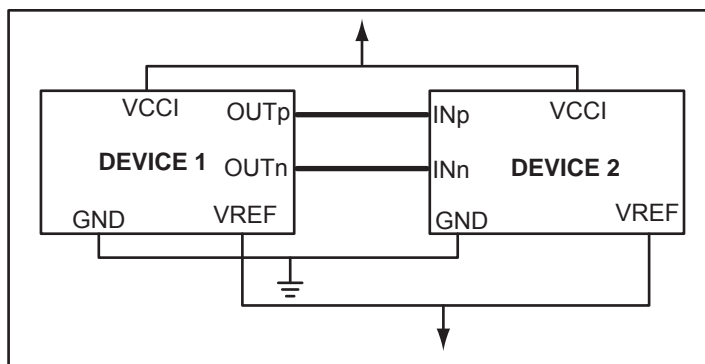 VCCI
OUTp
DEVICE 1
OUTn
GND
VREF
INp
VCCI
INn
DEVICE 2
GND
VREF